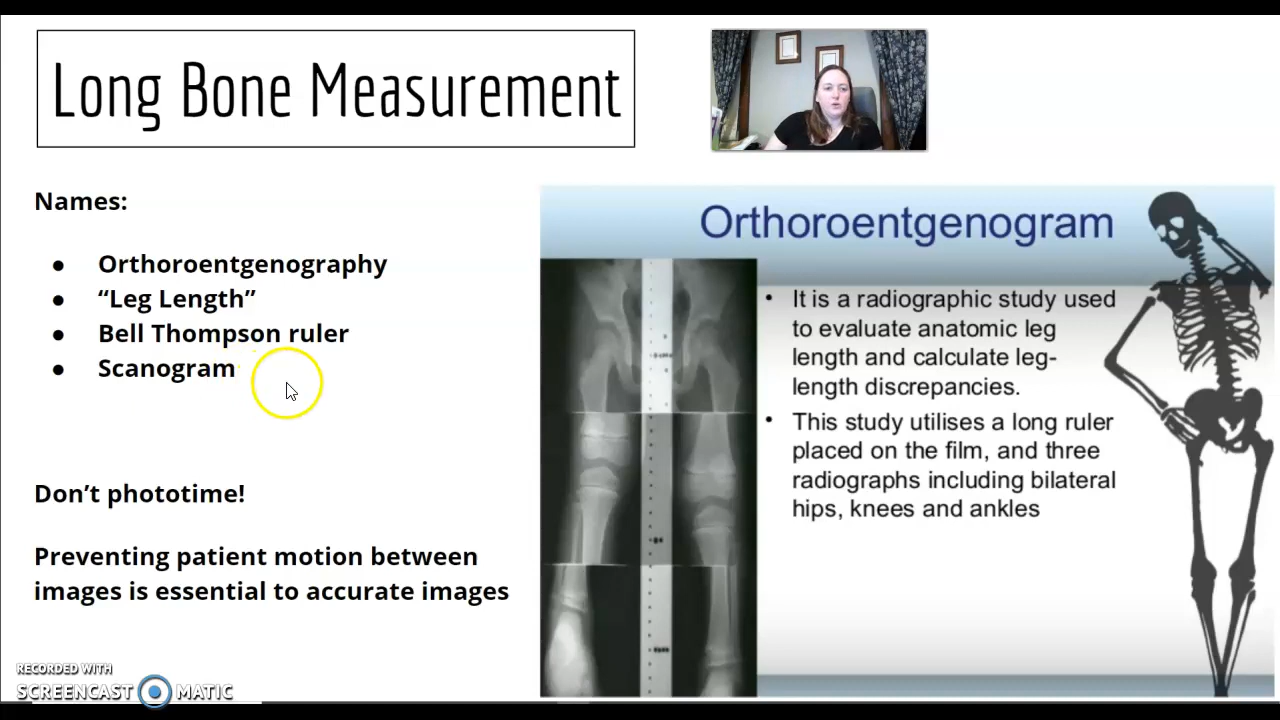 Long Bone Measurement
Names:
● Orthoroentgenography
● “Leg Length”
● Bell Thompson ruler
● Scanogram
Don’t phototime!
Preventing patient motion between
images is essential to accurate images
Orthoroentgenogram
• It is a radiographic study used
to evaluate anatomic leg
length and calculate leg-
length discrepancies.
• This study utilises a long ruler
placed on the film, and three
radiographs including bilateral
hips, knees and ankles
RECORDED WITH
SCREENCAST MATIC